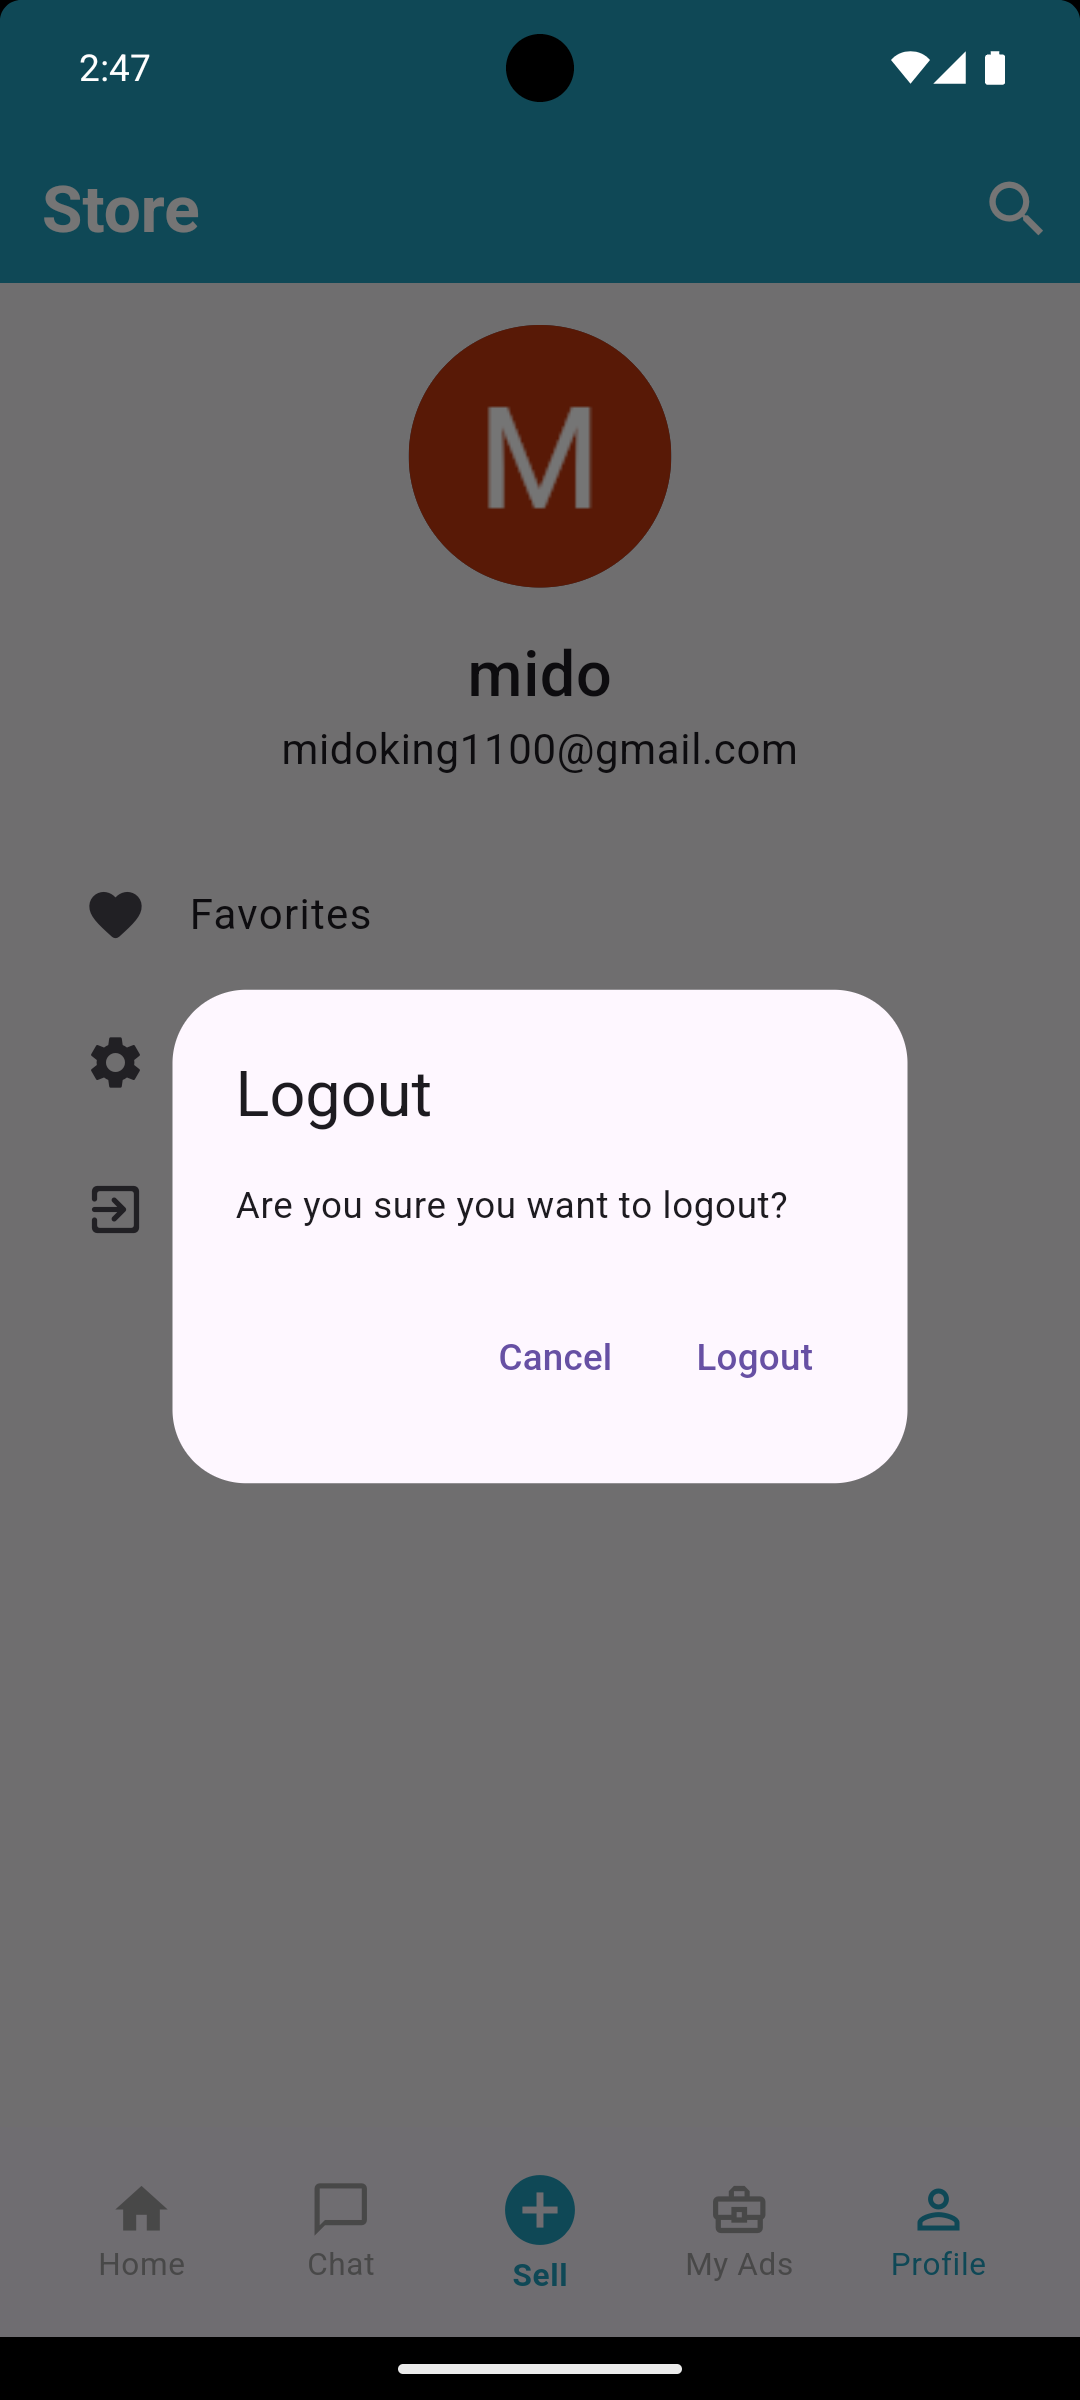 2:47
Store
M
mido
midoking1100@gmail.com
Favorites
Logout
Are you sure you want to logout?
Cancel Logout
Home Chat Sell My Ads Profile